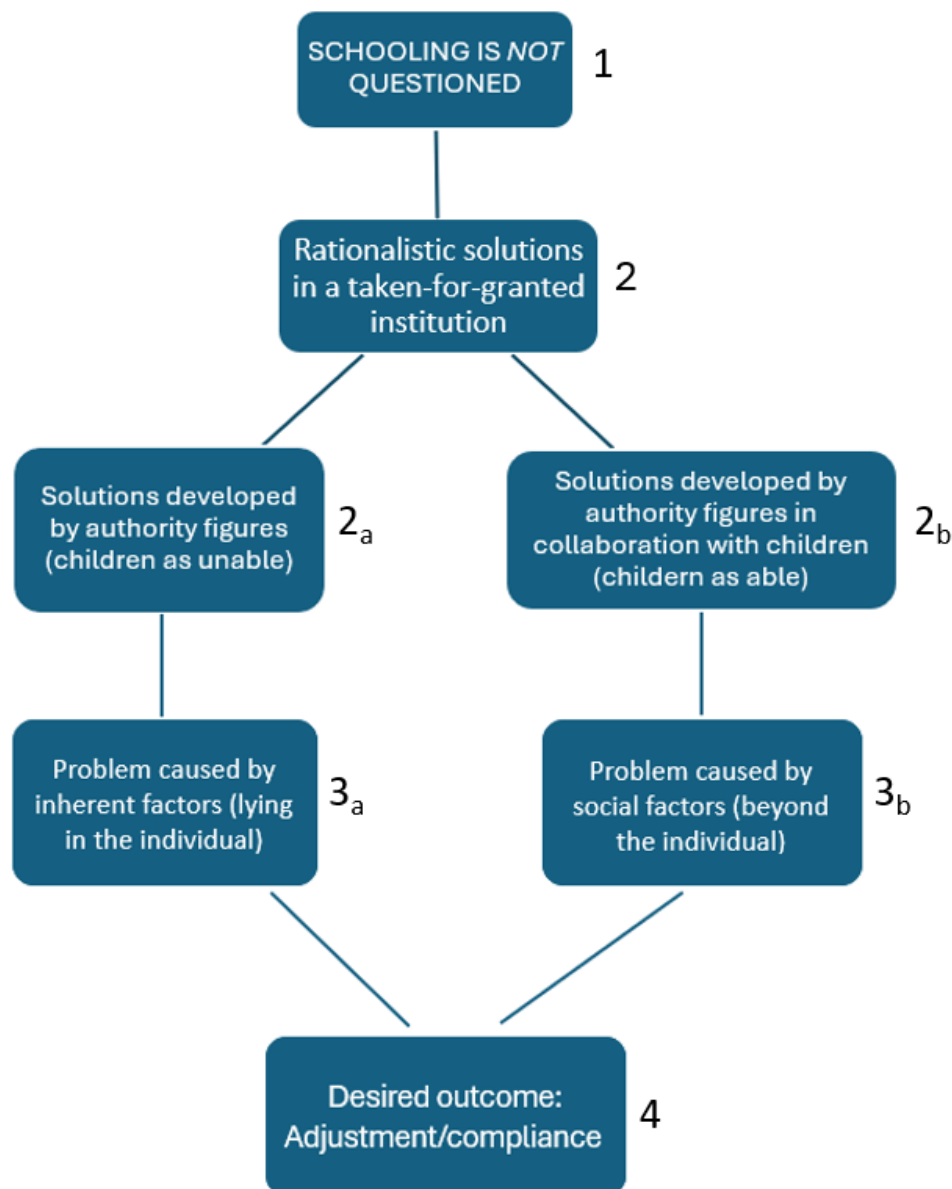 SCHOOLING IS NOT
QUESTIONED
1
Rationalistic solutions
in a taken-for-granted
institution
2
Solutions developed
by authority figures
(children as unable)
2a
Solutions developed by
authority figures in
collaboration with children
(childern as able)
2b
Problem caused by
inherent factors (lying
in the individual)
3a
Problem caused by
social factors (beyond
the individual)
3b
Desired outcome:
Adjustment/compliance
4